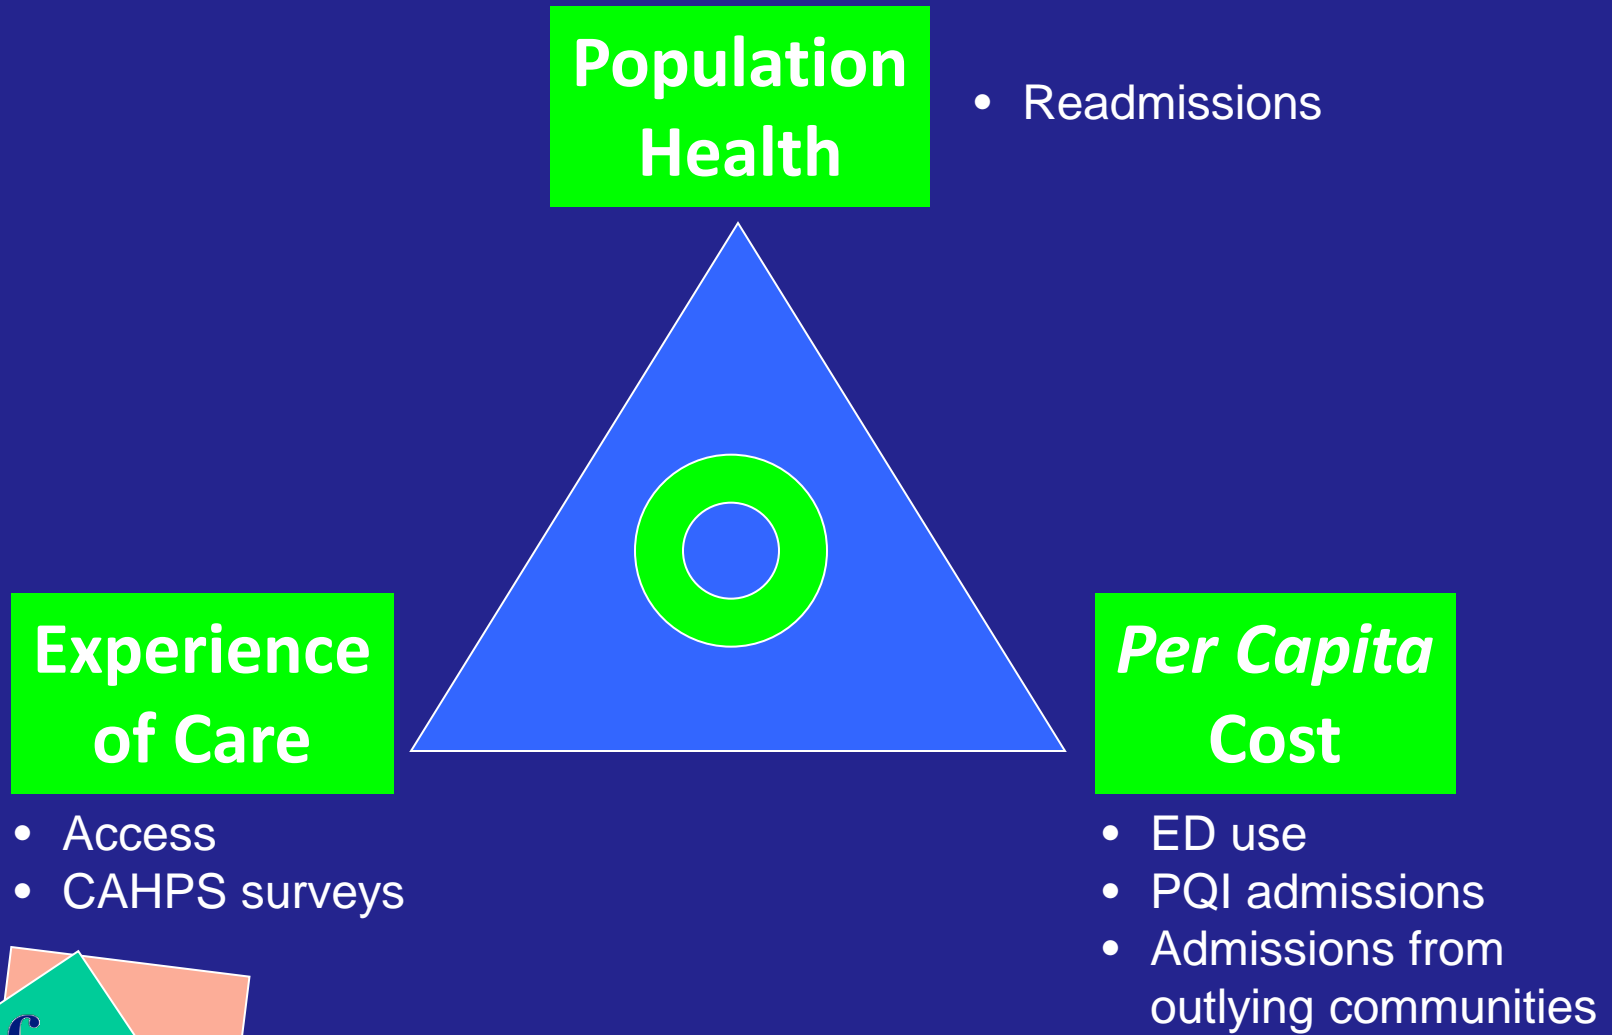 Population
Health
• Readmissions
Experience
of Care
• Access
• CAHPS surveys
Per Capita
Cost
• ED use
• PQI admissions
• Admissions from
outlying communities